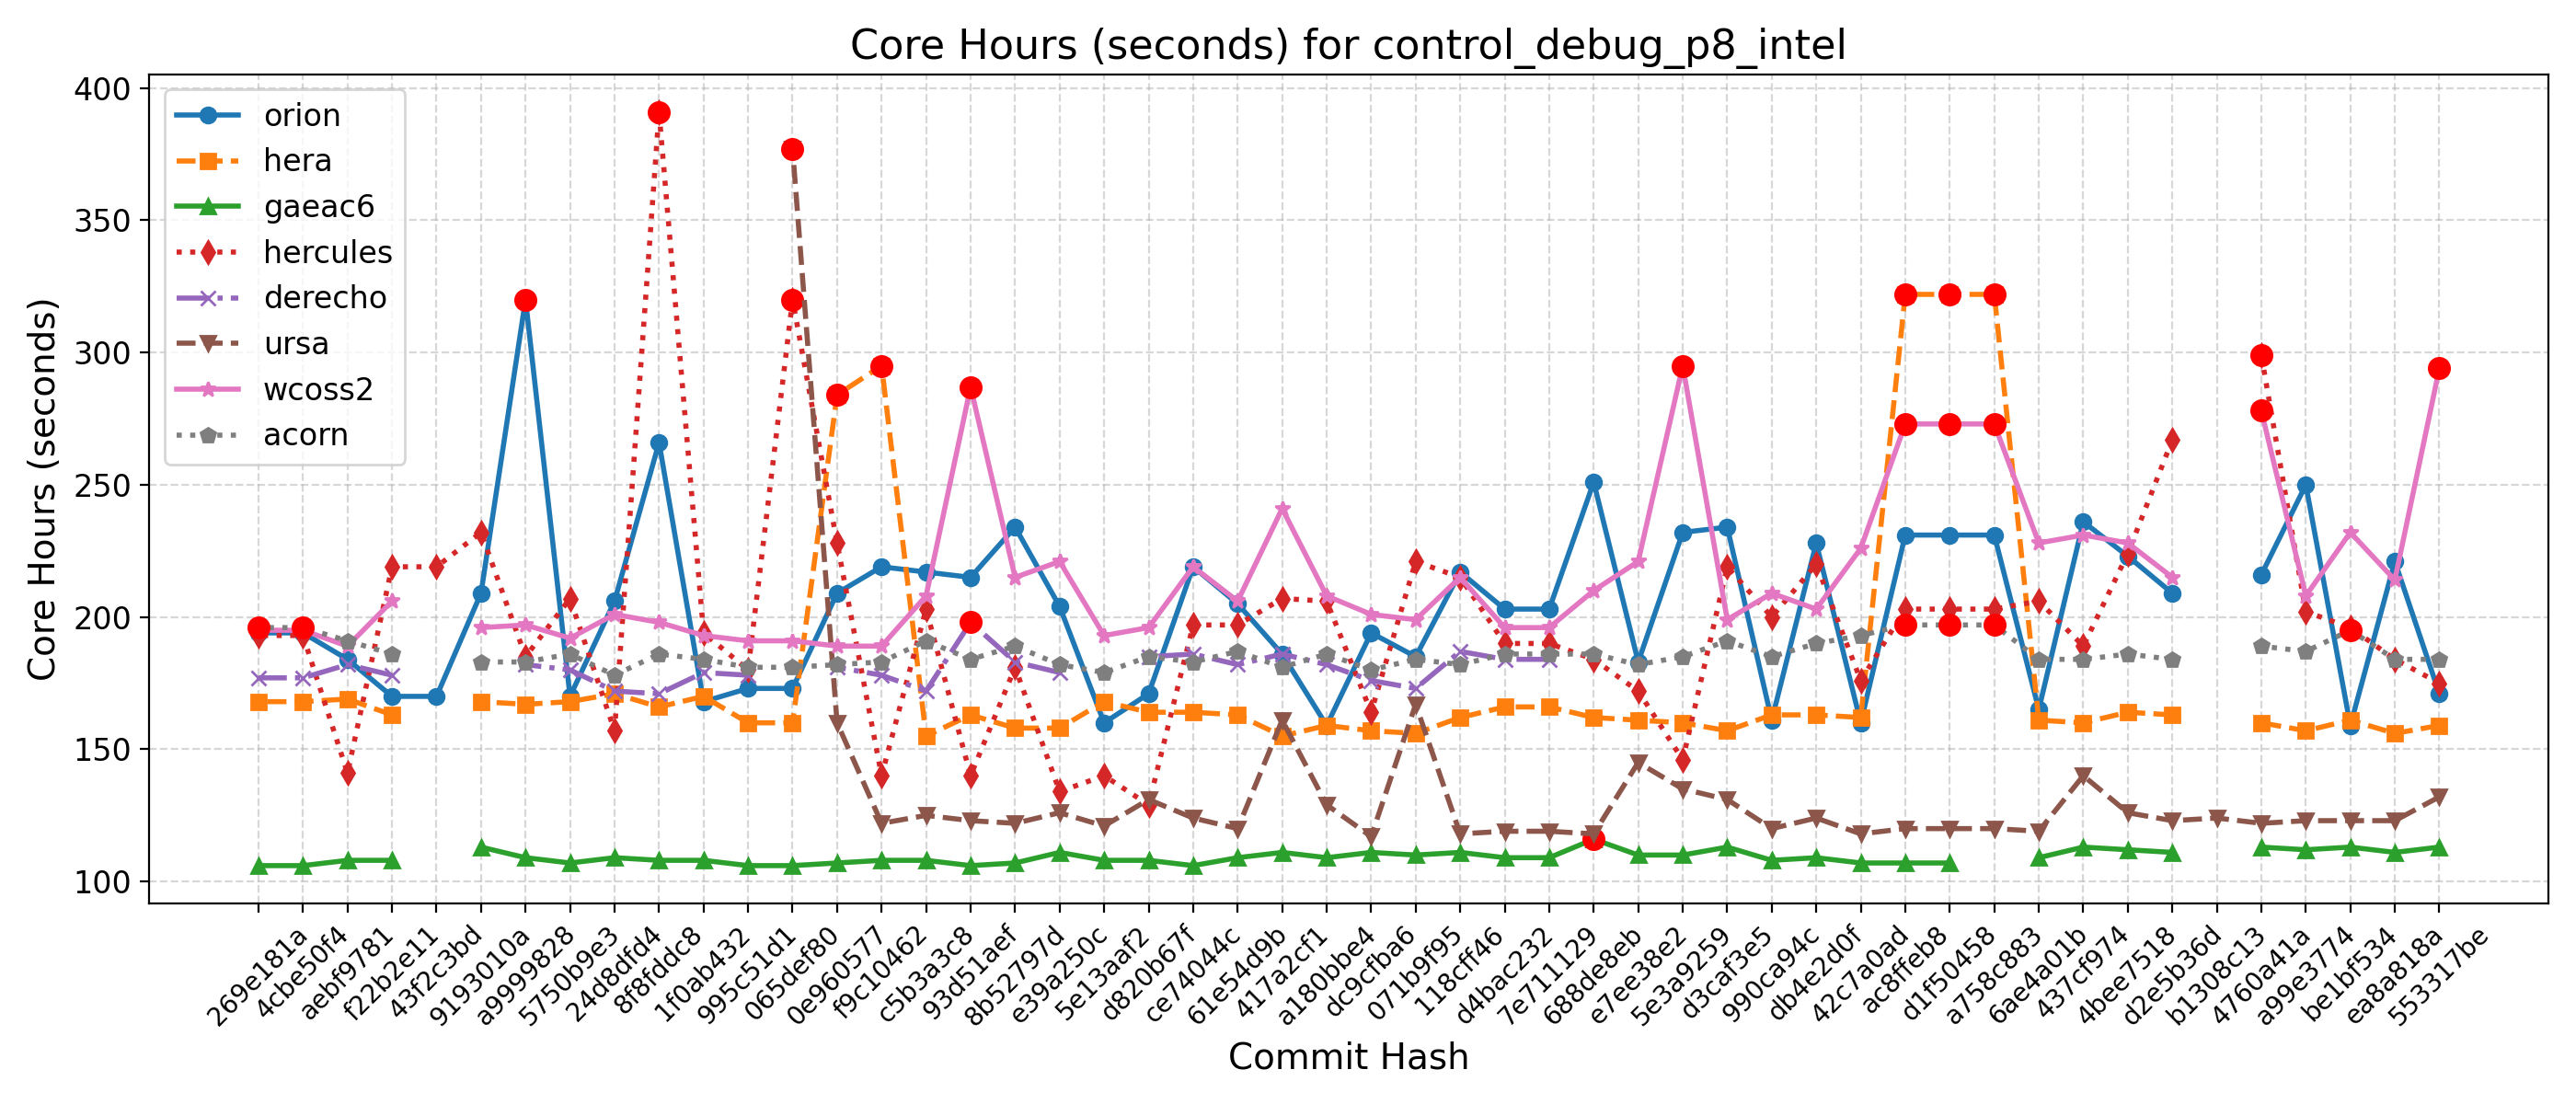 Core Hours (seconds) for control_debug_p8_intel
Core Hours (seconds)
400
350
300
250
200
150
100
orion
hera
gaeac6
hercules
derecho
ursa
wcoss2
acorn
269e181a
4cbe50f4
aebf9781
f22b2e11
43f2c3bd
9193010a
a9999828
5750b9e3
24d8dfd4
8f8fddc8
1f0ab432
995c51d1
065def80
0e960577
f9c10462
c5b3a3c8
93d51aef
8b52797d
e39a250c
5e13aaf2
d820b67f
ce74044c
61e54d9b
417a2cf1
a180bbe4
dc9cfba6
071b9f95
118cff46
d4bac232
7e711129
688de8eb
e7ee38e2
5e3a9259
d3caf3e5
990ca94c
db4e2d0f
42c7a0ad
ac8ffeb8
d1f50458
a758c883
6ae4a01b
437cf974
4bee7518
d2e5b36d
b1308c13
4760a41a
a99e3774
be1bf534
ea8a818a
553317be
Commit Hash